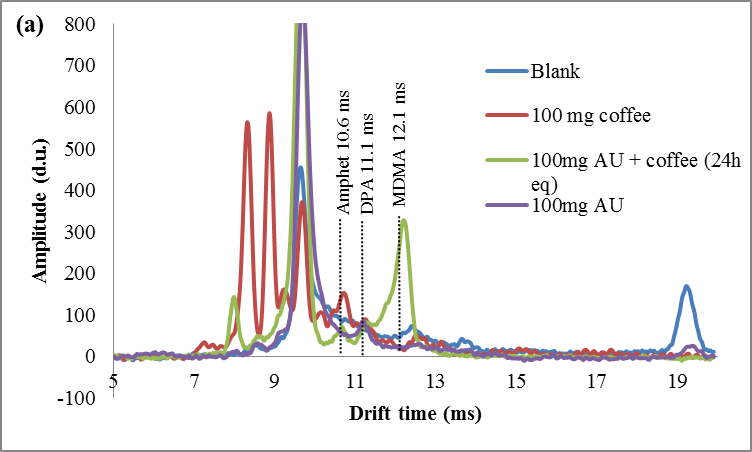 (a)
800
700
600
500
400
300
200
100
0
-100
Amplitude (d.u.)
Amphet 10.6 ms
DPA 11.1 ms
MDMA 12.1 ms
Blank
100 mg coffee
100mg AU + coffee (24h
eq)
100mg AU
5
7
9
11
13
15
17
19
Drift time (ms)